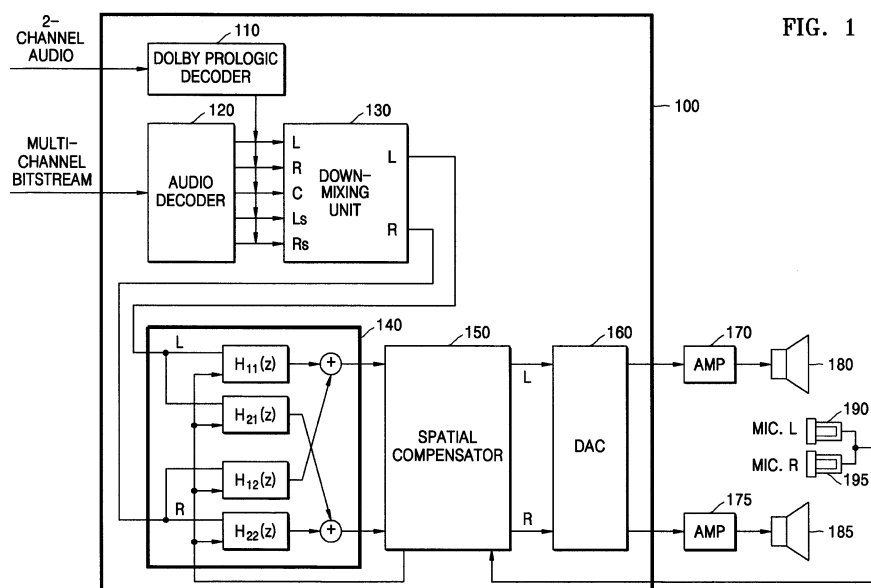 FIG. 1
2-
CHANNEL
AUDIO
110
DOLBY PROLOGIC
DECODER
100
120
130
MULTI-
CHANNEL
BITSTREAM
AUDIO
DECODER
L
R
C
Ls
Rs
DOWN-
MIXING
UNIT
L
R
140
150
160
170
L
H11(z)
+
H21(z)
H12(z)
R
H22(z)
+
SPATIAL
COMPENSATOR
L
R
DAC
AMP
180
190
MIC. L
MIC. R
195
175
AMP
185